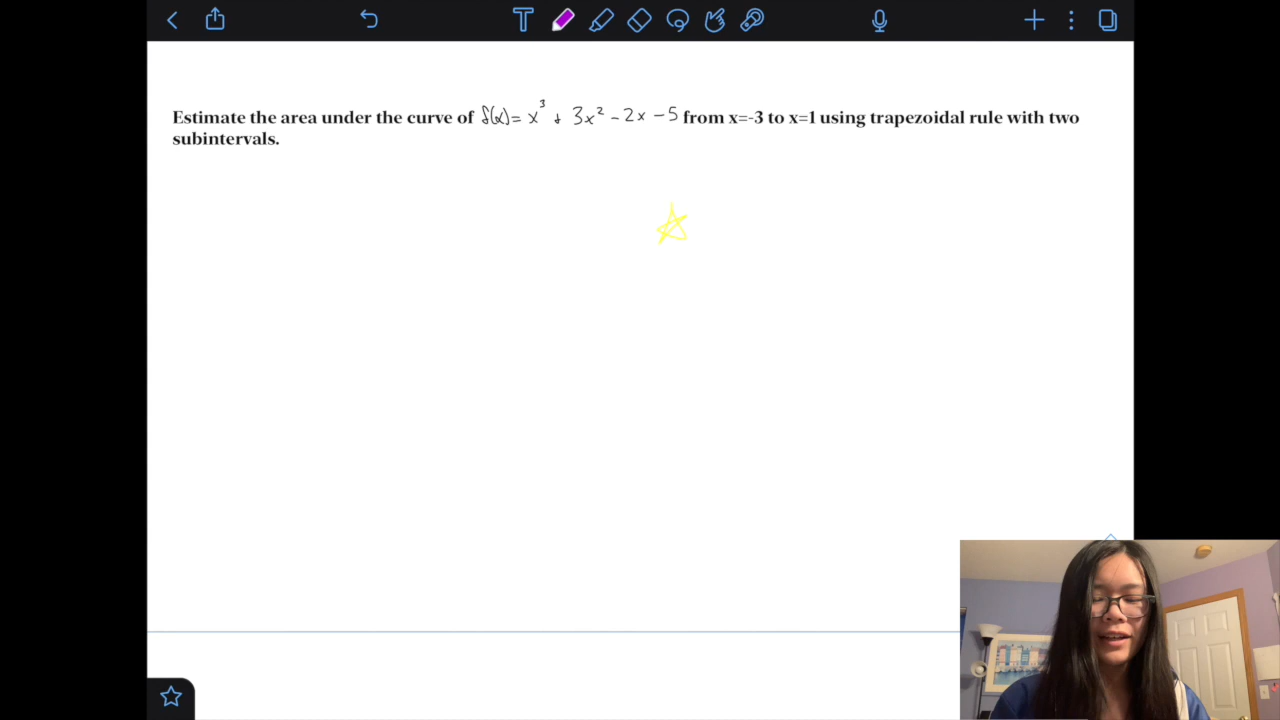 Estimate the area under the curve of f(x) = x³ + 3x² - 2x - 5 from x=-3 to x=1 using trapezoidal rule with two
subintervals.
T